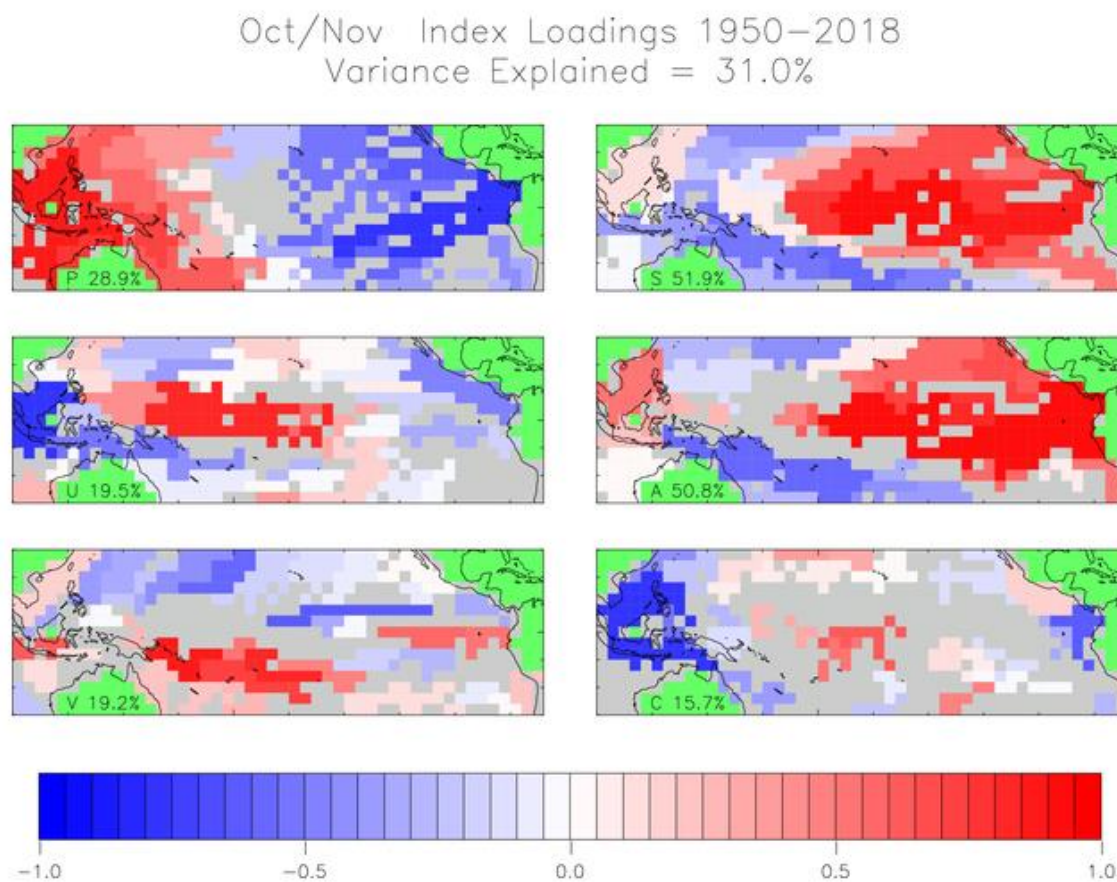 Oct/Nov Index Loadings 1950−2018
Variance Explained = 31.0%
P 28.9%
S 51.9%
U 19.5%
A 50.8%
V 19.2%
C 15.7%
−1.0
−0.5
0.0
0.5
1.0